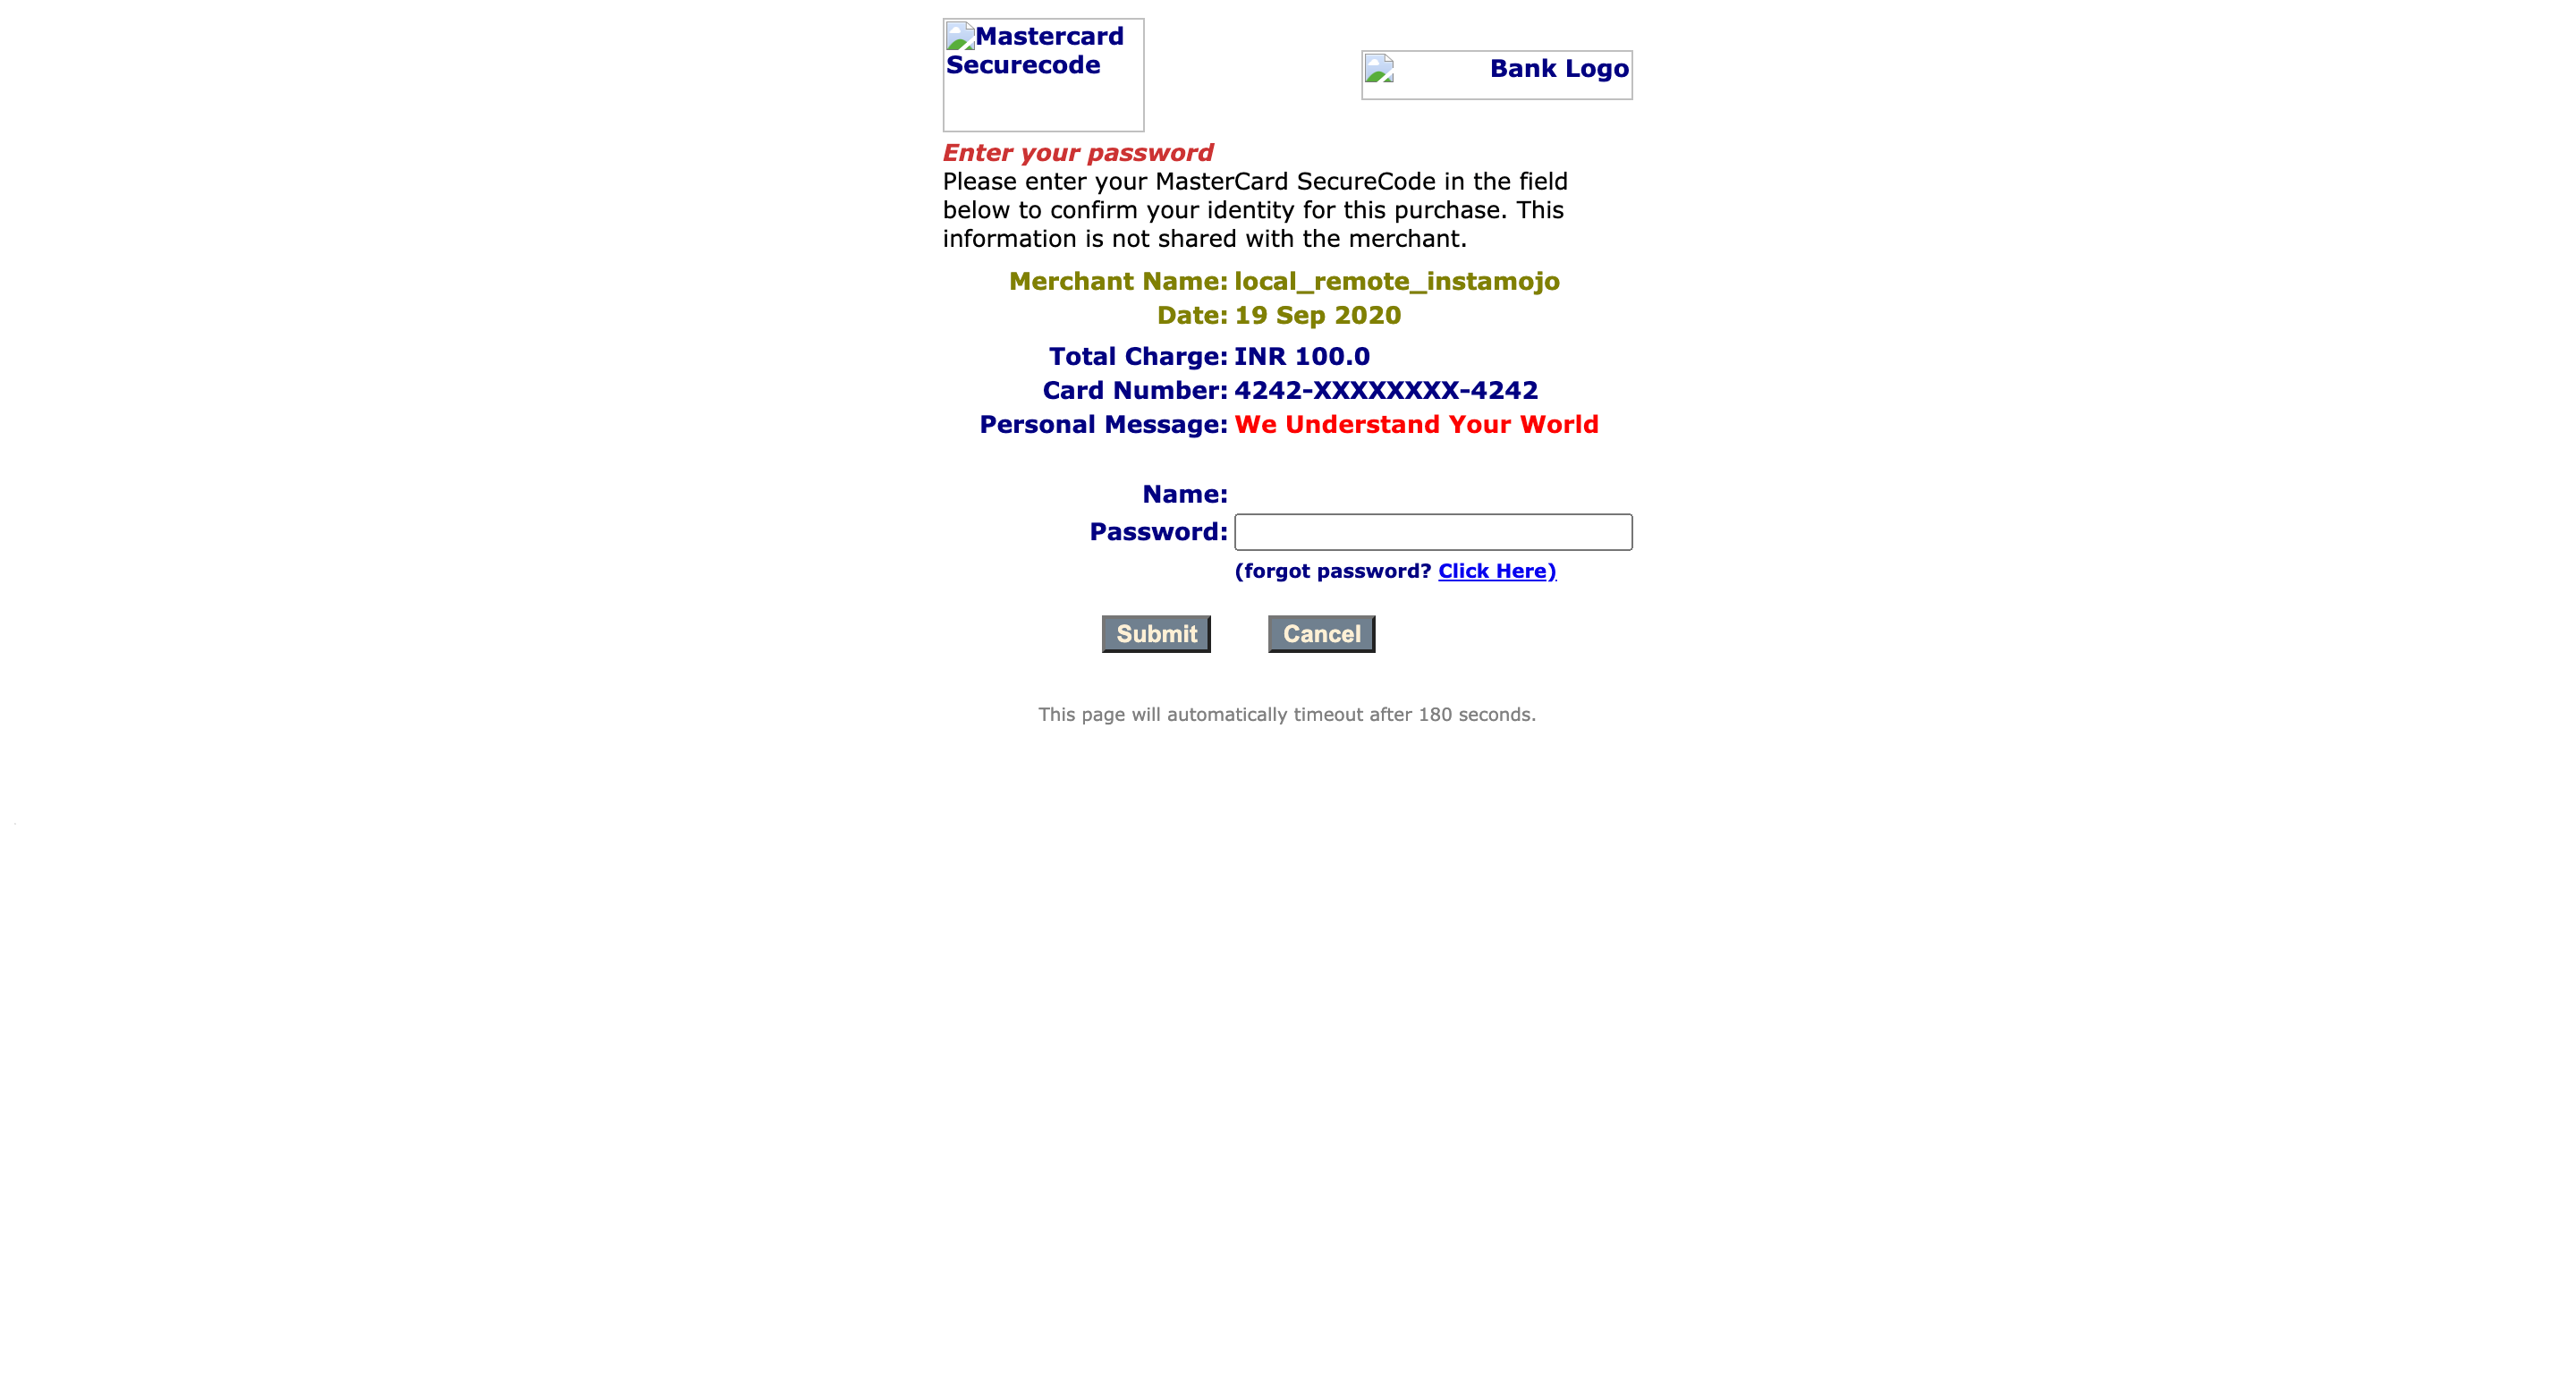 Mastercard
Securecode
Bank Logo
Enter your password
Please enter your MasterCard SecureCode in the field
below to confirm your identity for this purchase. This
information is not shared with the merchant.
Merchant Name: local_remote_instamojo
Date: 19 Sep 2020
Total Charge: INR 100.0
Card Number: 4242-XXXXXXXX-4242
Personal Message: We Understand Your World
Name:
Password:
(forgot password? Click Here)
Submit Cancel
This page will automatically timeout after 180 seconds.